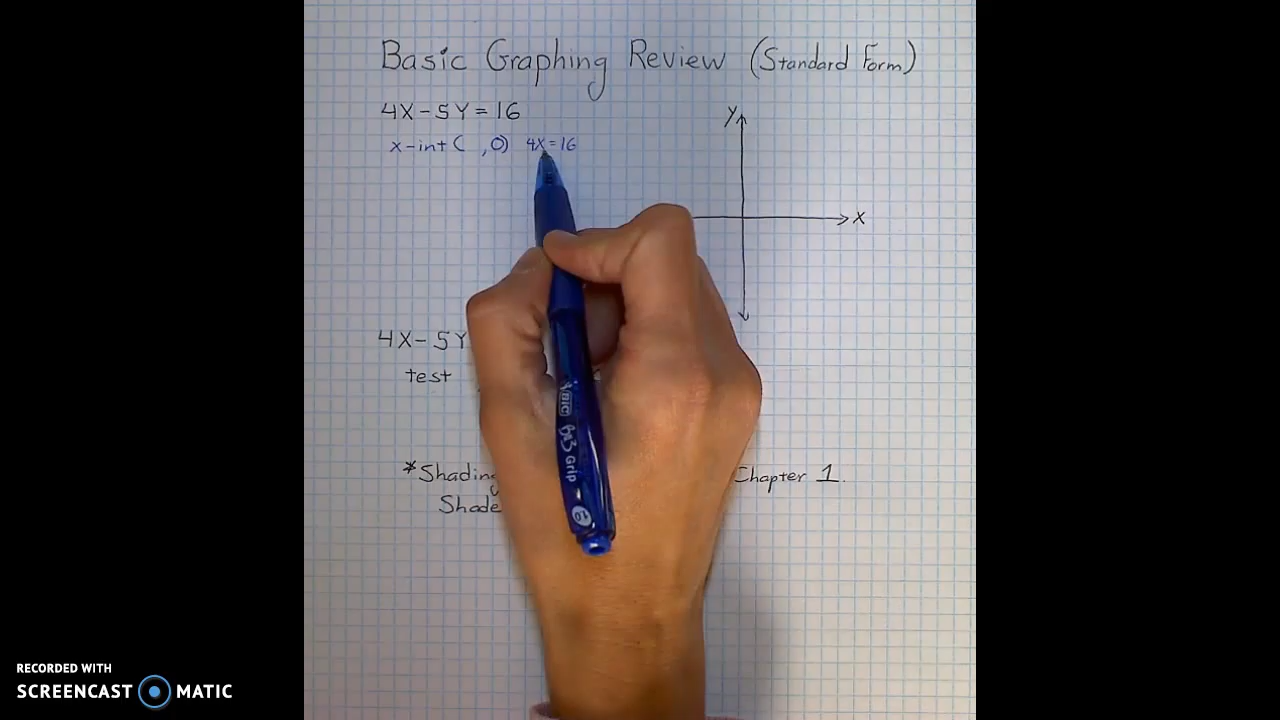 Basic Graphing Review (Standard Form)
4X-5Y=16
x-int ( ,0) 4X=16
y
X
4X-5Y
test
*Shading Chapter 1.
Shade
BIC Bu3 Grip
RECORDED WITH
SCREENCAST MATIC